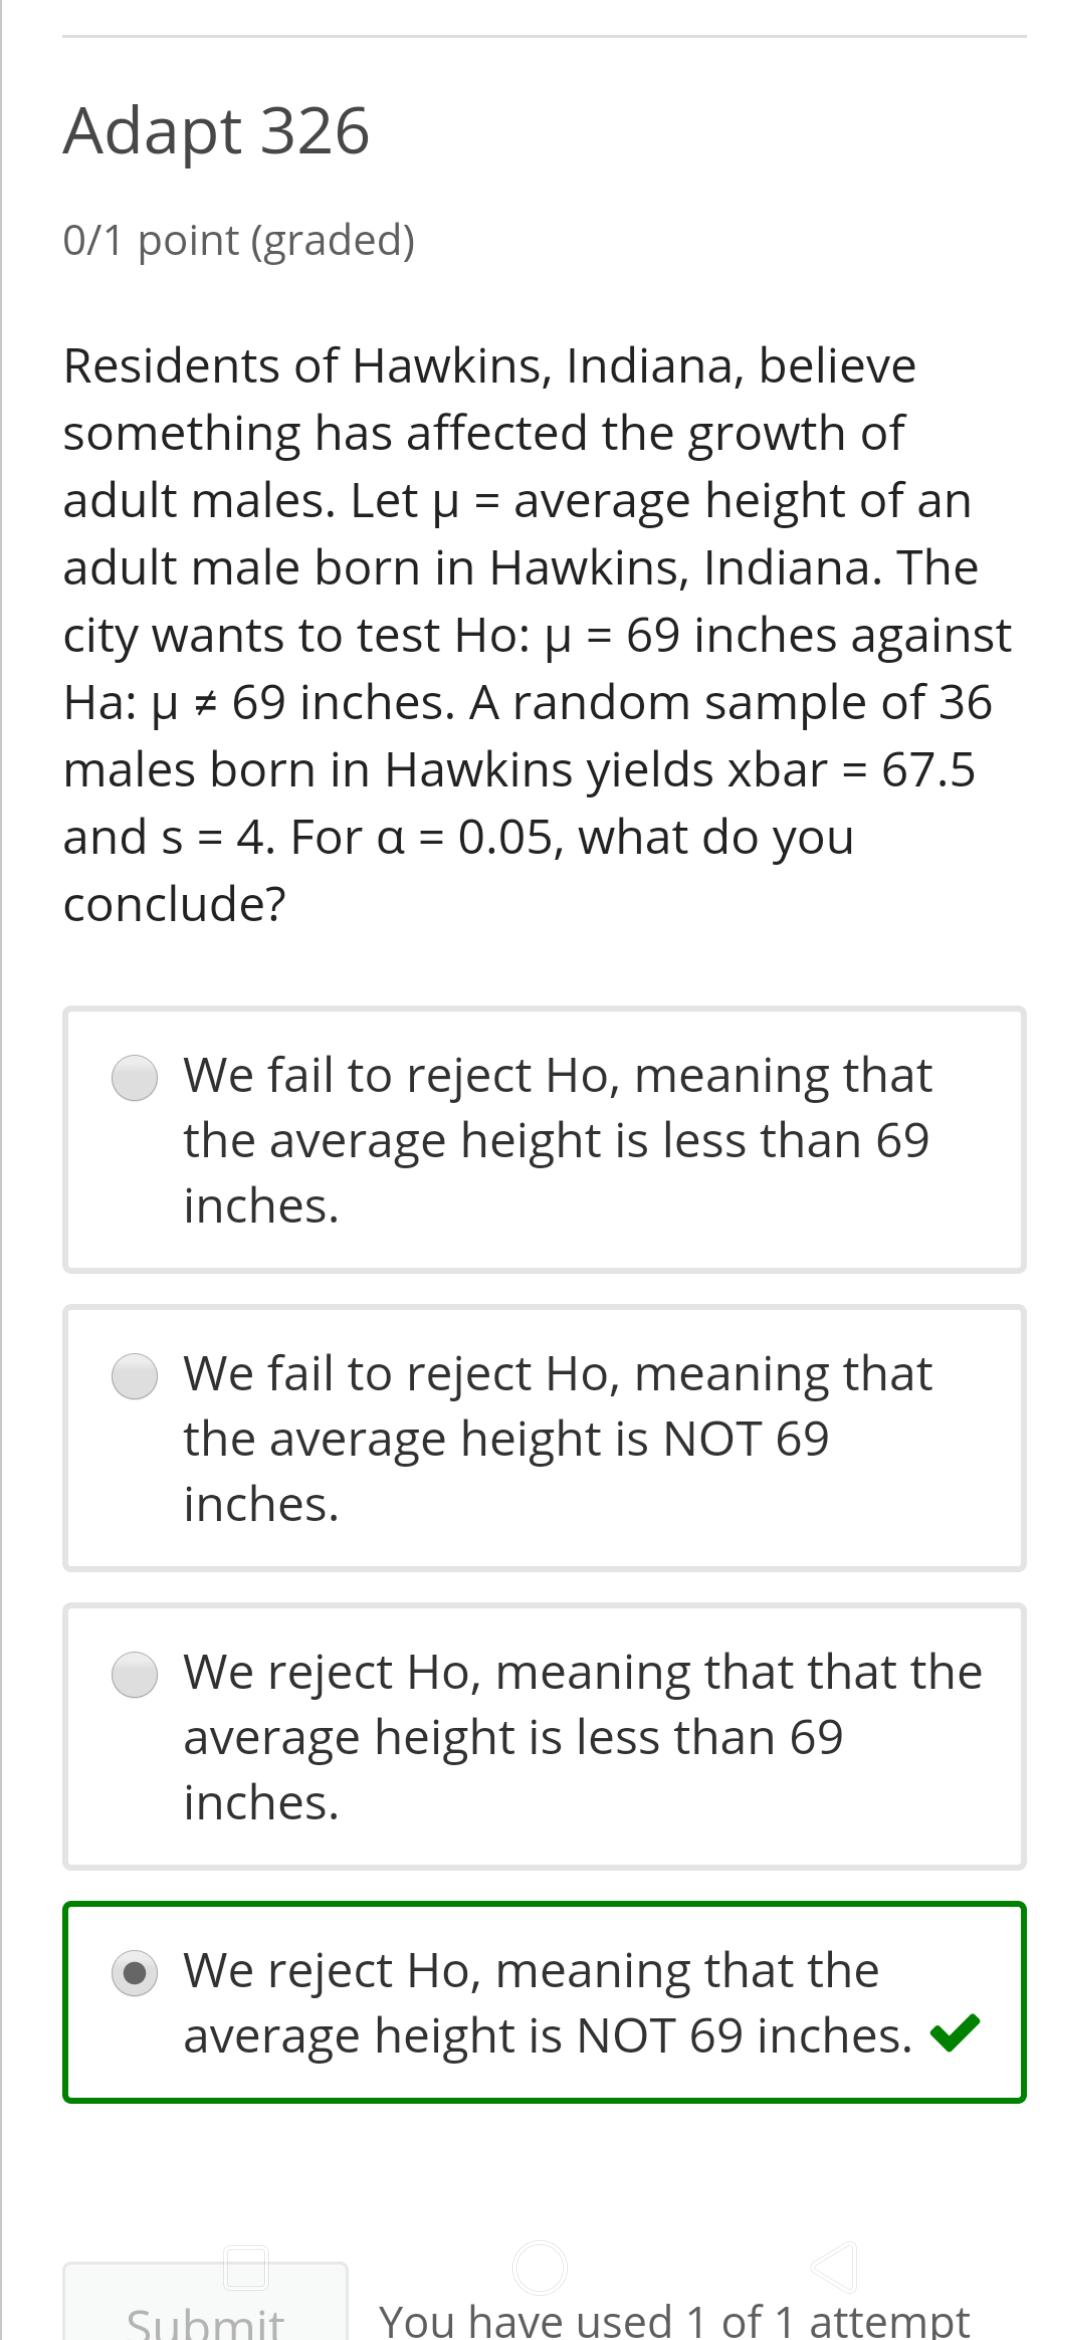 Adapt 326
0/1 point (graded)
Residents of Hawkins, Indiana, believe
something has affected the growth of
adult males. Let μ = average height of an
adult male born in Hawkins, Indiana. The
city wants to test Ho: μ = 69 inches against
Ha: μ ≠ 69 inches. A random sample of 36
males born in Hawkins yields xbar = 67.5
and s = 4. For α = 0.05, what do you
conclude?
We fail to reject Ho, meaning that
the average height is less than 69
inches.
We fail to reject Ho, meaning that
the average height is NOT 69
inches.
We reject Ho, meaning that that the
average height is less than 69
inches.
We reject Ho, meaning that the
average height is NOT 69 inches.
Submit
You have used 1 of 1 attempt